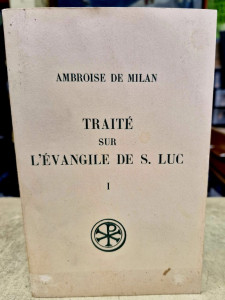 AMBROISE DE MILAN
TRAITÉ
SUR
L'ÉVANGILE DE S. LUC
I